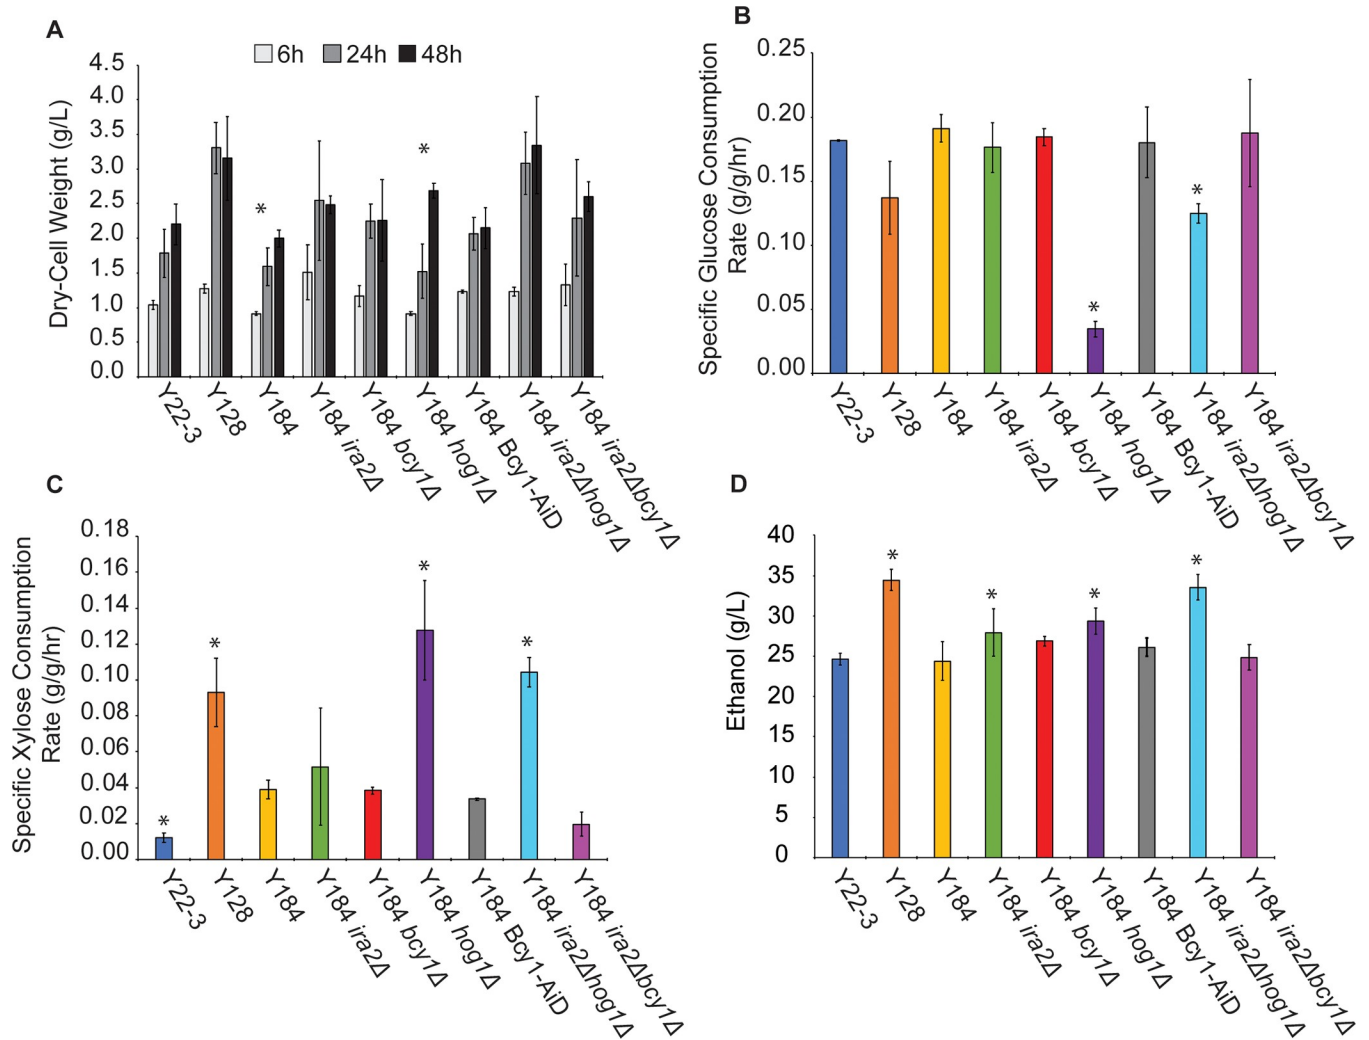 A
6h 24h 48h
Dry-Cell Weight (g/L)
4.5
4.0
3.5
3.0
2.5
2.0
1.5
1.0
0.5
0.0
*
*
Y22-3
Y128
Y184
Y184 ira2Δ
Y184 bcy1Δ
Y184 hog1Δ
Y184 Bcy1-AiD
Y184 ira2Δhog1Δ
Y184 ira2Δbcy1Δ
B
Specific Glucose Consumption
Rate (g/g/hr)
0.25
0.20
0.15
0.10
0.05
0.00
*
*
Y22-3
Y128
Y184
Y184 ira2Δ
Y184 bcy1Δ
Y184 hog1Δ
Y184 Bcy1-AiD
Y184 ira2Δhog1Δ
Y184 ira2Δbcy1Δ
C
Specific Xylose Consumption
Rate (g/g/hr)
0.18
0.16
0.14
0.12
0.10
0.08
0.06
0.04
0.02
0.00
*
*
*
*
Y22-3
Y128
Y184
Y184 ira2Δ
Y184 bcy1Δ
Y184 hog1Δ
Y184 Bcy1-AiD
Y184 ira2Δhog1Δ
Y184 ira2Δbcy1Δ
D
Ethanol (g/L)
40
35
30
25
20
15
10
5
0
*
*
*
*
Y22-3
Y128
Y184
Y184 ira2Δ
Y184 bcy1Δ
Y184 hog1Δ
Y184 Bcy1-AiD
Y184 ira2Δhog1Δ
Y184 ira2Δbcy1Δ